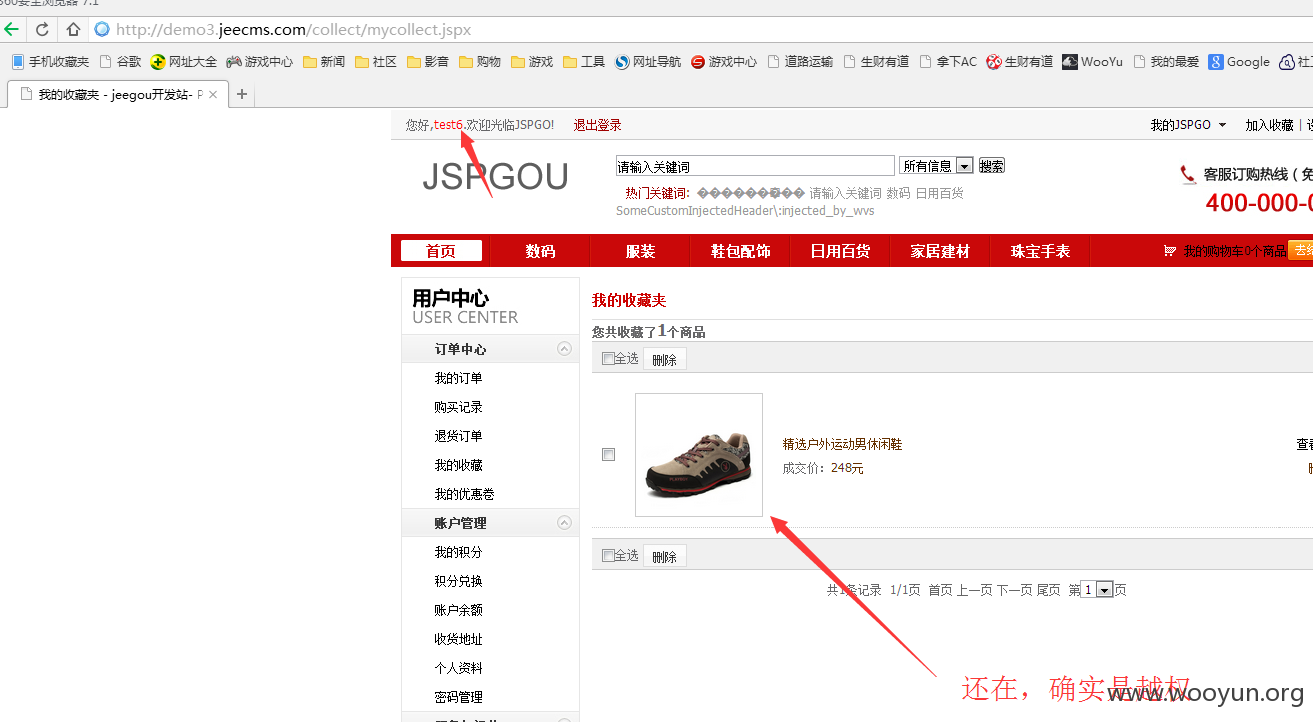 360安全浏览器 7.1
http://demo3.jeecms.com/collect/mycollect.jspx
手机收藏夹 谷歌 网址大全 游戏中心 新闻 社区 影音 购物 游戏 工具 网址导航 游戏中心 道路运输 生财有道 拿下AC 生财有道 WooYu 我的最爱 Google 社工
我的收藏夹 - jeegou开发站- P
您好,test6.欢迎光临JSPGO! 退出登录 我的JSPGO 加入收藏 |
JSPGOU
请输入关键词 所有信息 搜索
客服订购热线（免
热门关键词: ���������� 请输入关键词 数码 日用百货
400-000-0
SomeCustomInjectedHeader\:injected_by_wvs
首页 数码 服装 鞋包配饰 日用百货 家居建材 珠宝手表 我的购物车0个商品 去结
用户中心
USER CENTER
我的收藏夹
您共收藏了1个商品
订单中心
全选 删除
我的订单
购买记录
退货订单
我的收藏
我的优惠卷
精选户外运动男休闲鞋
查看
成交价：248元
账户管理
我的积分
全选 删除
积分兑换
共1条记录 1/1页 首页 上一页 下一页 尾页 第1页
账户余额
收货地址
个人资料
密码管理
还在，确实是越权
www.wooyun.org